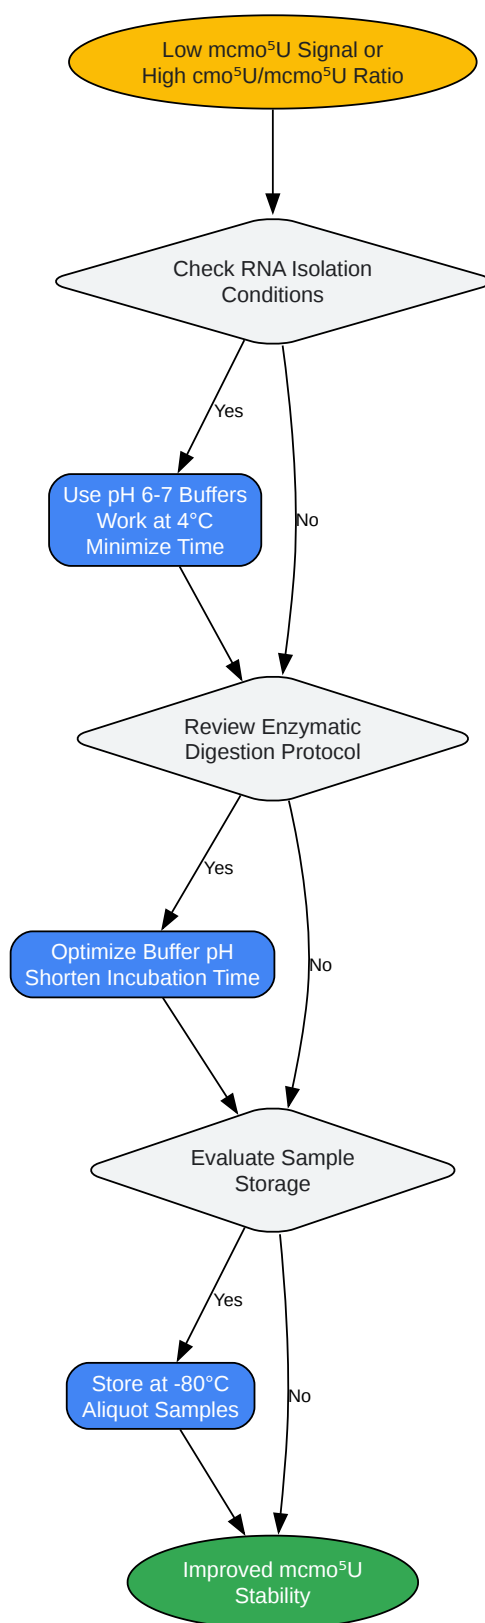 Low mcmo⁵U Signal or
High cmo⁵U/mcmo⁵U Ratio
Check RNA Isolation
Conditions
Yes
Use pH 6-7 Buffers
Work at 4°C
Minimize Time
No
Review Enzymatic
Digestion Protocol
Yes
Optimize Buffer pH
Shorten Incubation Time
No
Evaluate Sample
Storage
Yes
Store at -80°C
Aliquot Samples
No
Improved mcmo⁵U
Stability